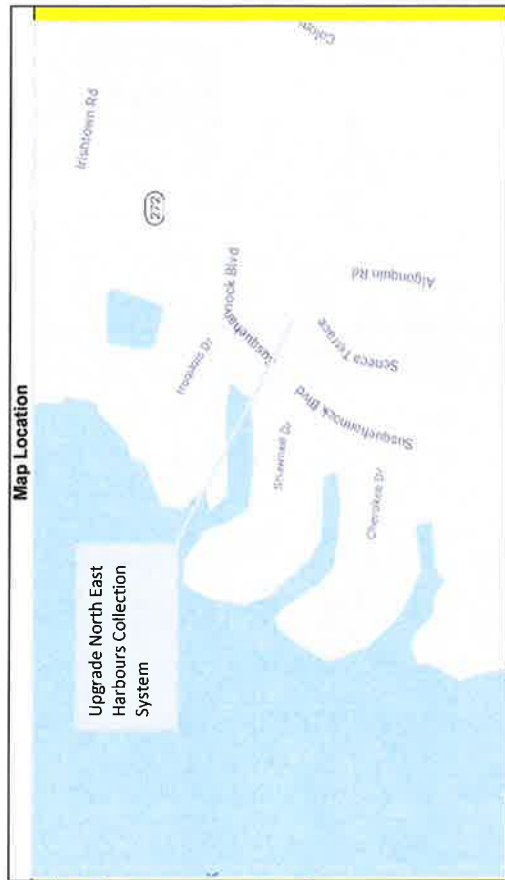 Map Location
Irishtown Rd
272
Coloni
Susquehannock Blvd
Iroquois Dr
Algonquin Rd
Seneca Terrace
Susquehannock Blvd
Shawnee Dr
Cherokee Dr
Upgrade North East
Harbours Collection
System